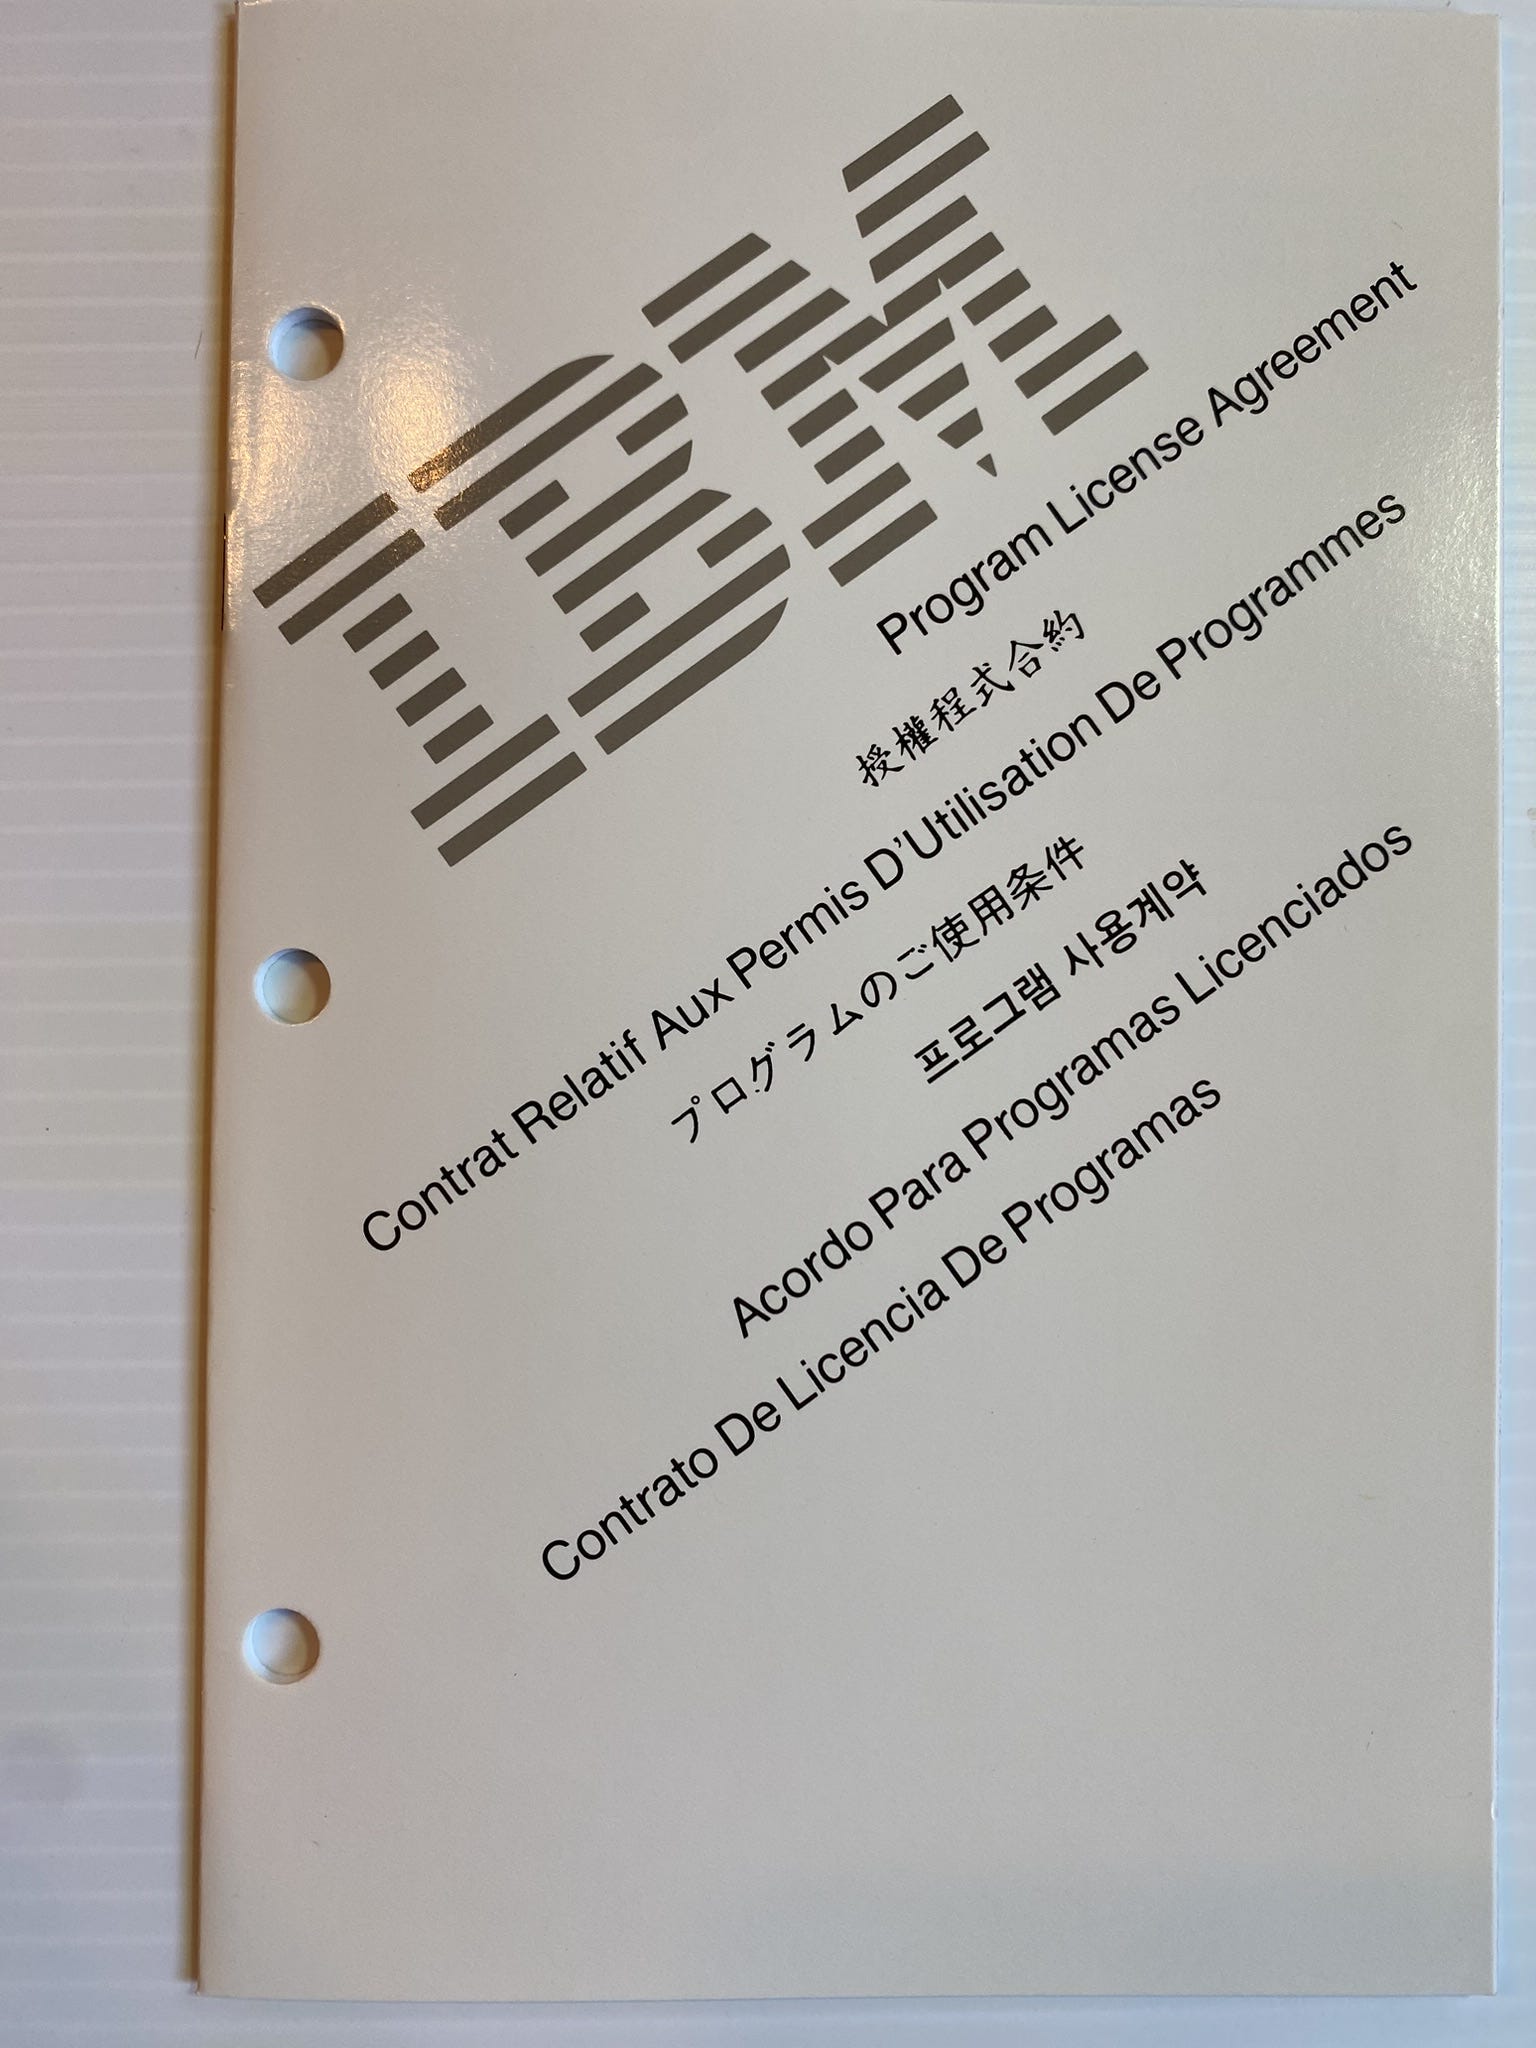 IBM
Program License Agreement
授權程式合約
Contrat Relatif Aux Permis D'Utilisation De Programmes
プログラムのご使用条件
프로그램 사용계약
Acordo Para Programas Licenciados
Contrato De Licencia De Programas